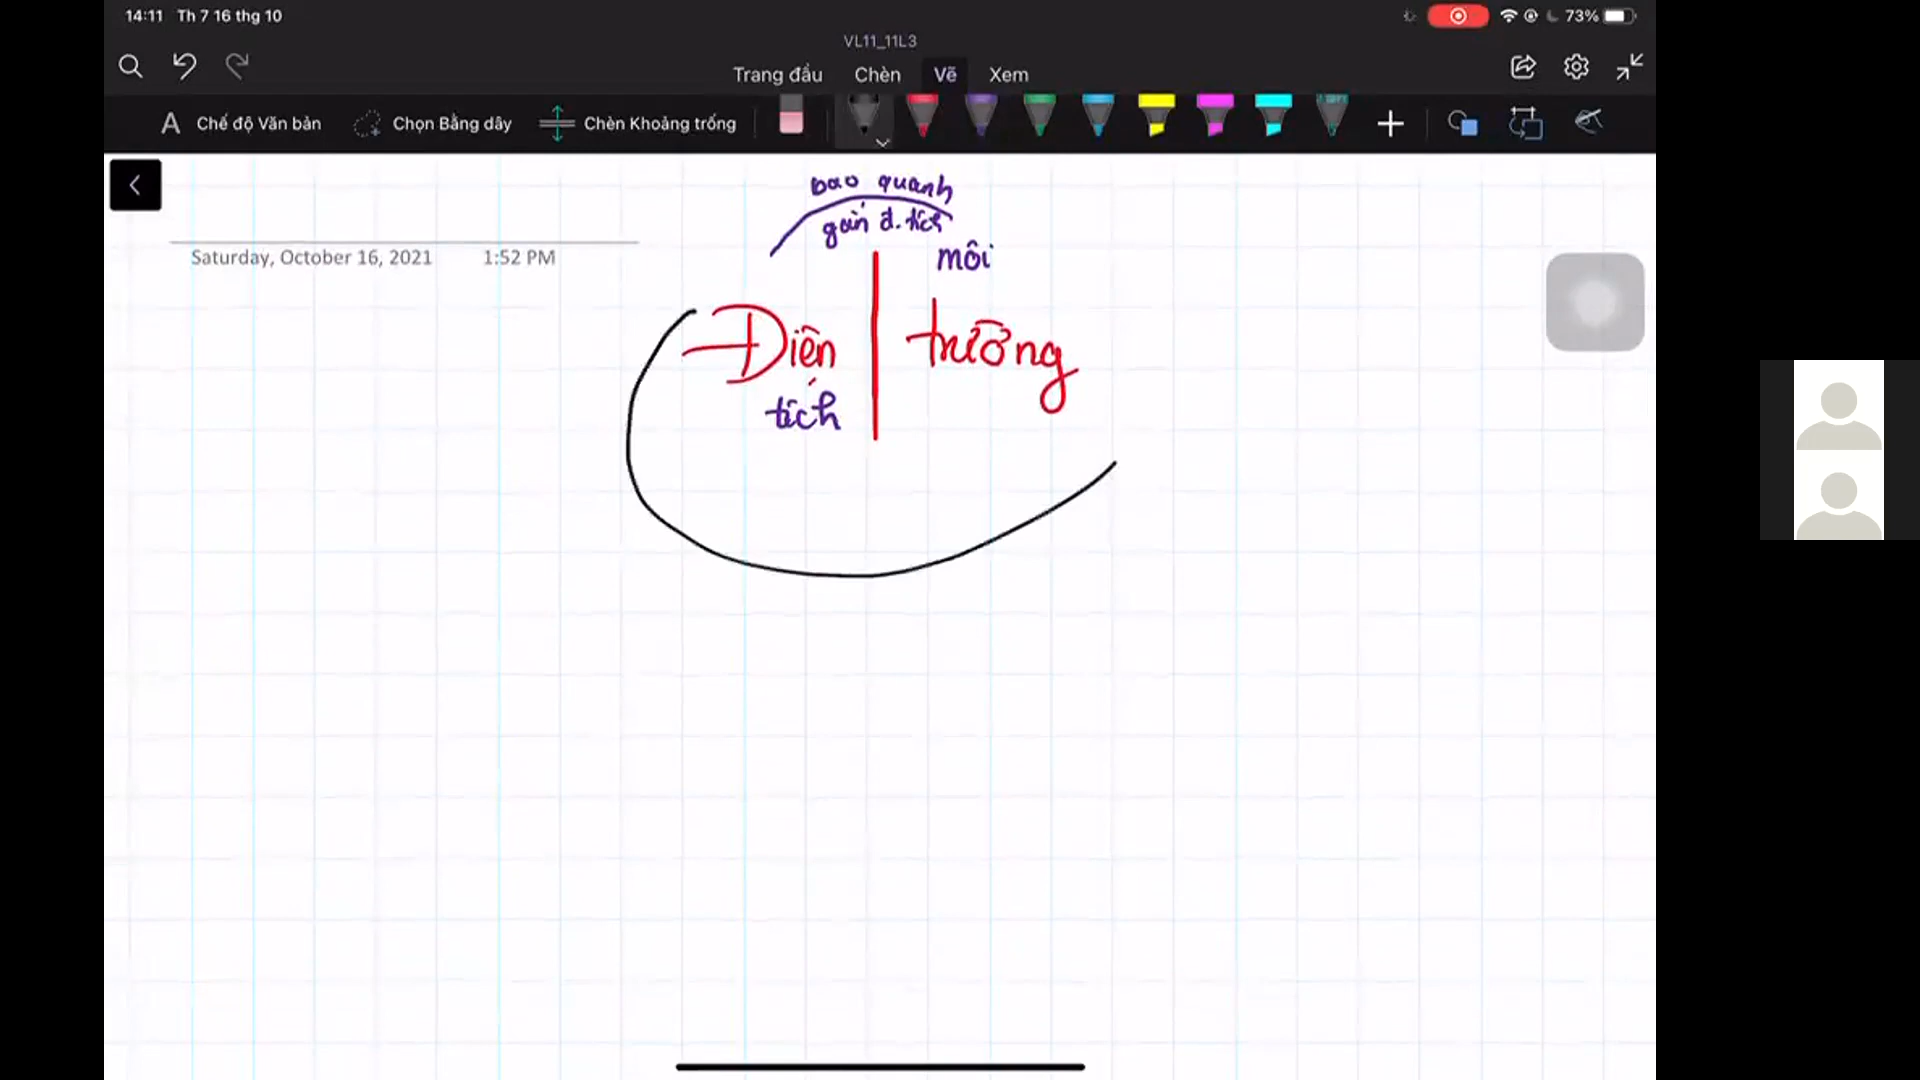 14:11 Th 7 16 thg 10
73%
VL11_11L3
Trang đầu Chèn Vẽ Xem
Chế độ Văn bản Chọn Bằng dây Chèn Khoảng trống
bao quanh
gắn đ. tích
môi
Saturday, October 16, 2021 1:52 PM
Điện trường
tích